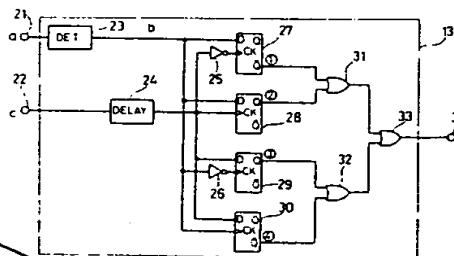 21
23
b
27
13
a
DET
D Q
CK
Q̄
①
31
25
22
24
D Q
②
33
c
DELAY
CK
Q̄
28
3
D Q
③
32
26
CK
Q̄
29
30
D Q
CK
Q̄
④